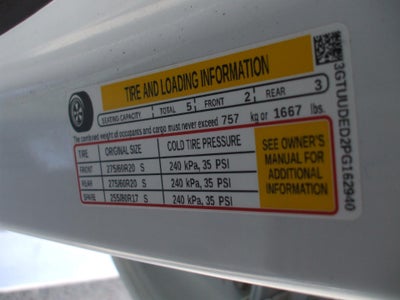 TIRE AND LOADING INFORMATION
SEATING CAPACITY TOTAL 5 FRONT 2 REAR 3
The combined weight of occupants and cargo must never exceed 757 kg or 1667 lbs.
TIRE ORIGINAL SIZE COLD TIRE PRESSURE
FRONT 275/60R20 S 240 kPa, 35 PSI
REAR 275/60R20 S 240 kPa, 35 PSI
SPARE 255/80R17 S 240 kPa, 35 PSI
SEE OWNER'S
MANUAL FOR
ADDITIONAL
INFORMATION
3GTUUDED2PG162940